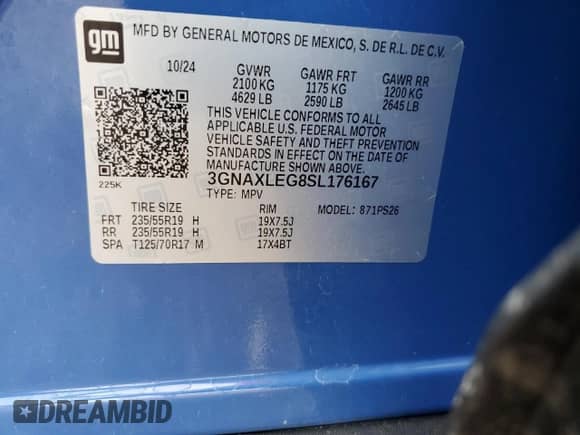 gm
MFD BY GENERAL MOTORS DE MEXICO, S. DE R.L. DE C.V.
10/24 GVWR GAWR FRT GAWR RR
2100 KG 1175 KG 1200 KG
4629 LB 2590 LB 2645 LB
THIS VEHICLE CONFORMS TO ALL
APPLICABLE U.S. FEDERAL MOTOR
VEHICLE SAFETY AND THEFT PREVENTION
STANDARDS IN EFFECT ON THE DATE OF
MANUFACTURE SHOWN ABOVE.
3GNAXLEG8SL176167
225K
TYPE: MPV MODEL: 871PS26
TIRE SIZE RIM
FRT 235/55R19 H 19X7.5J
RR 235/55R19 H 19X7.5J
SPA T125/70R17 M 17X4BT
DREAMBID